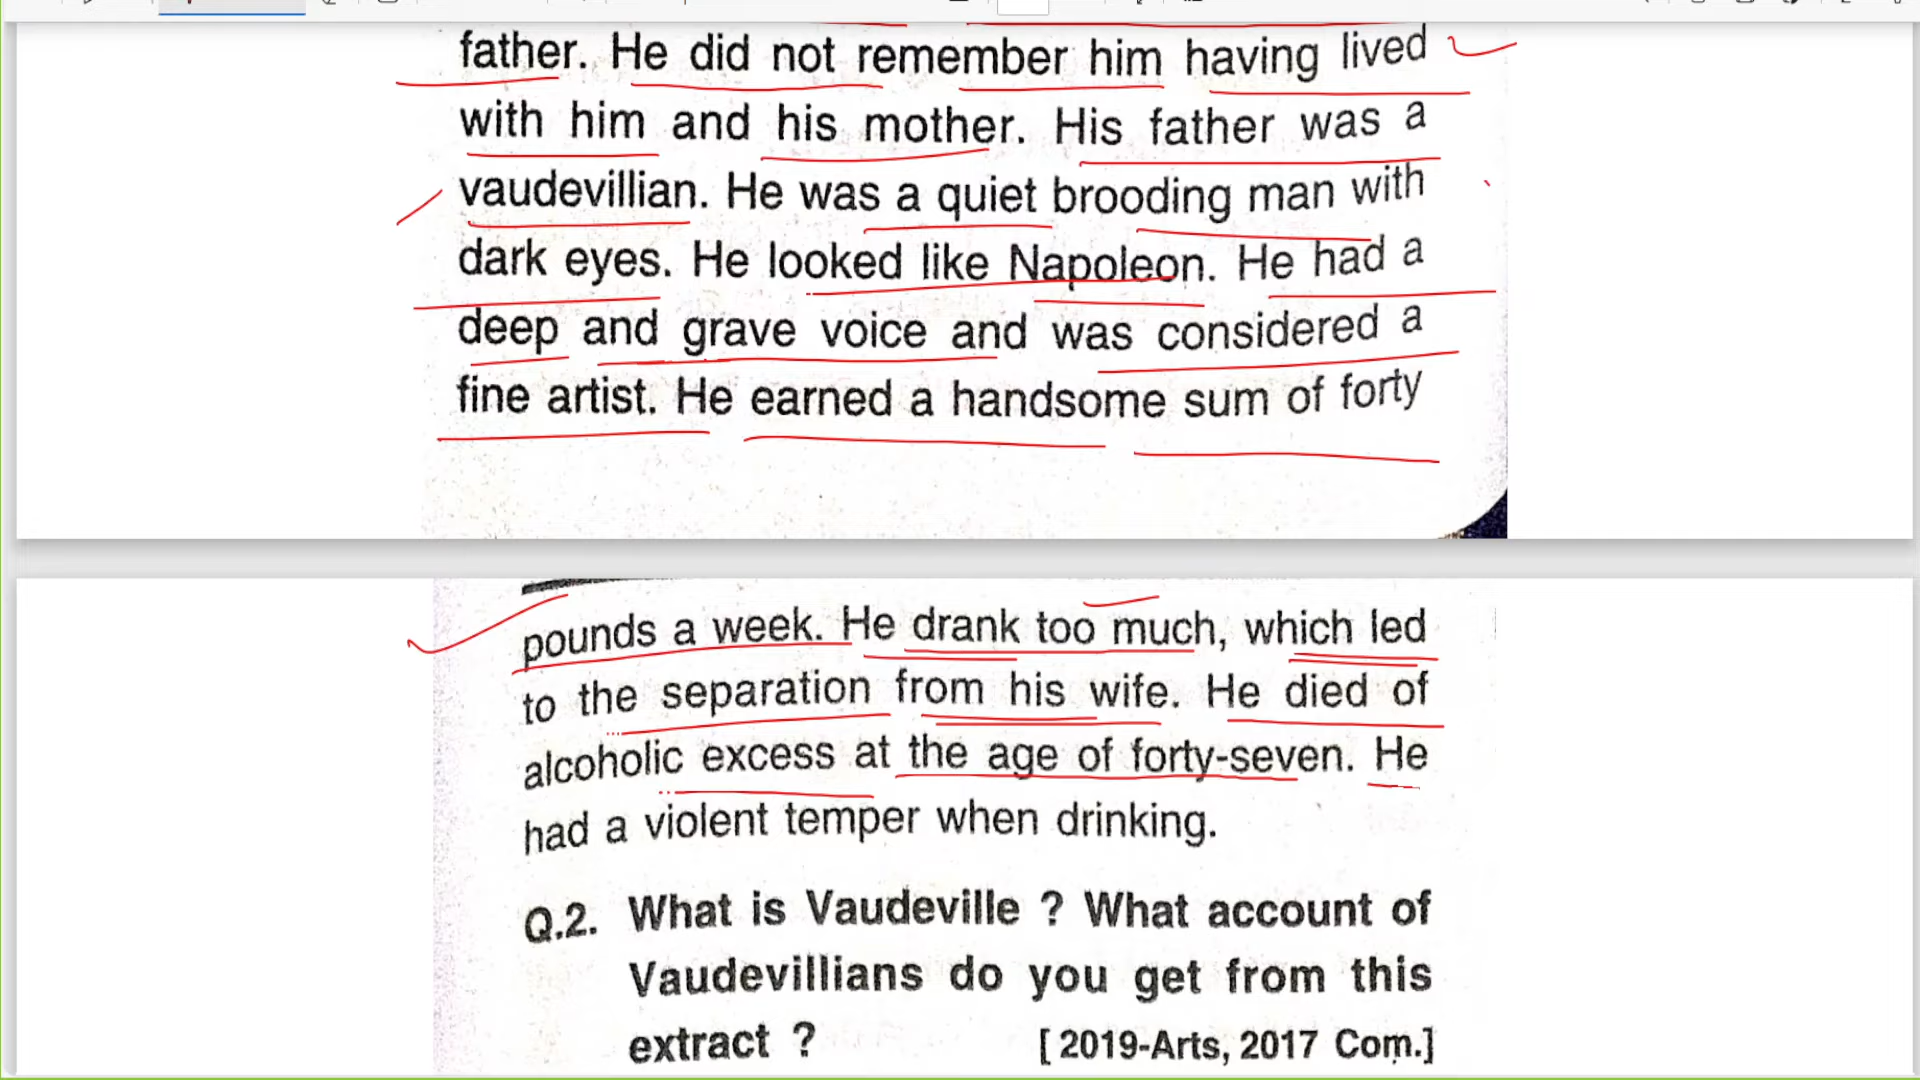 father. He did not remember him having lived
with him and his mother. His father was a
vaudevillian. He was a quiet brooding man with
dark eyes. He looked like Napoleon. He had a
deep and grave voice and was considered a
fine artist. He earned a handsome sum of forty
pounds a week. He drank too much, which led
to the separation from his wife. He died of
alcoholic excess at the age of forty-seven. He
had a violent temper when drinking.
Q.2. What is Vaudeville ? What account of
Vaudevillians do you get from this
extract ? [ 2019-Arts, 2017 Com.]